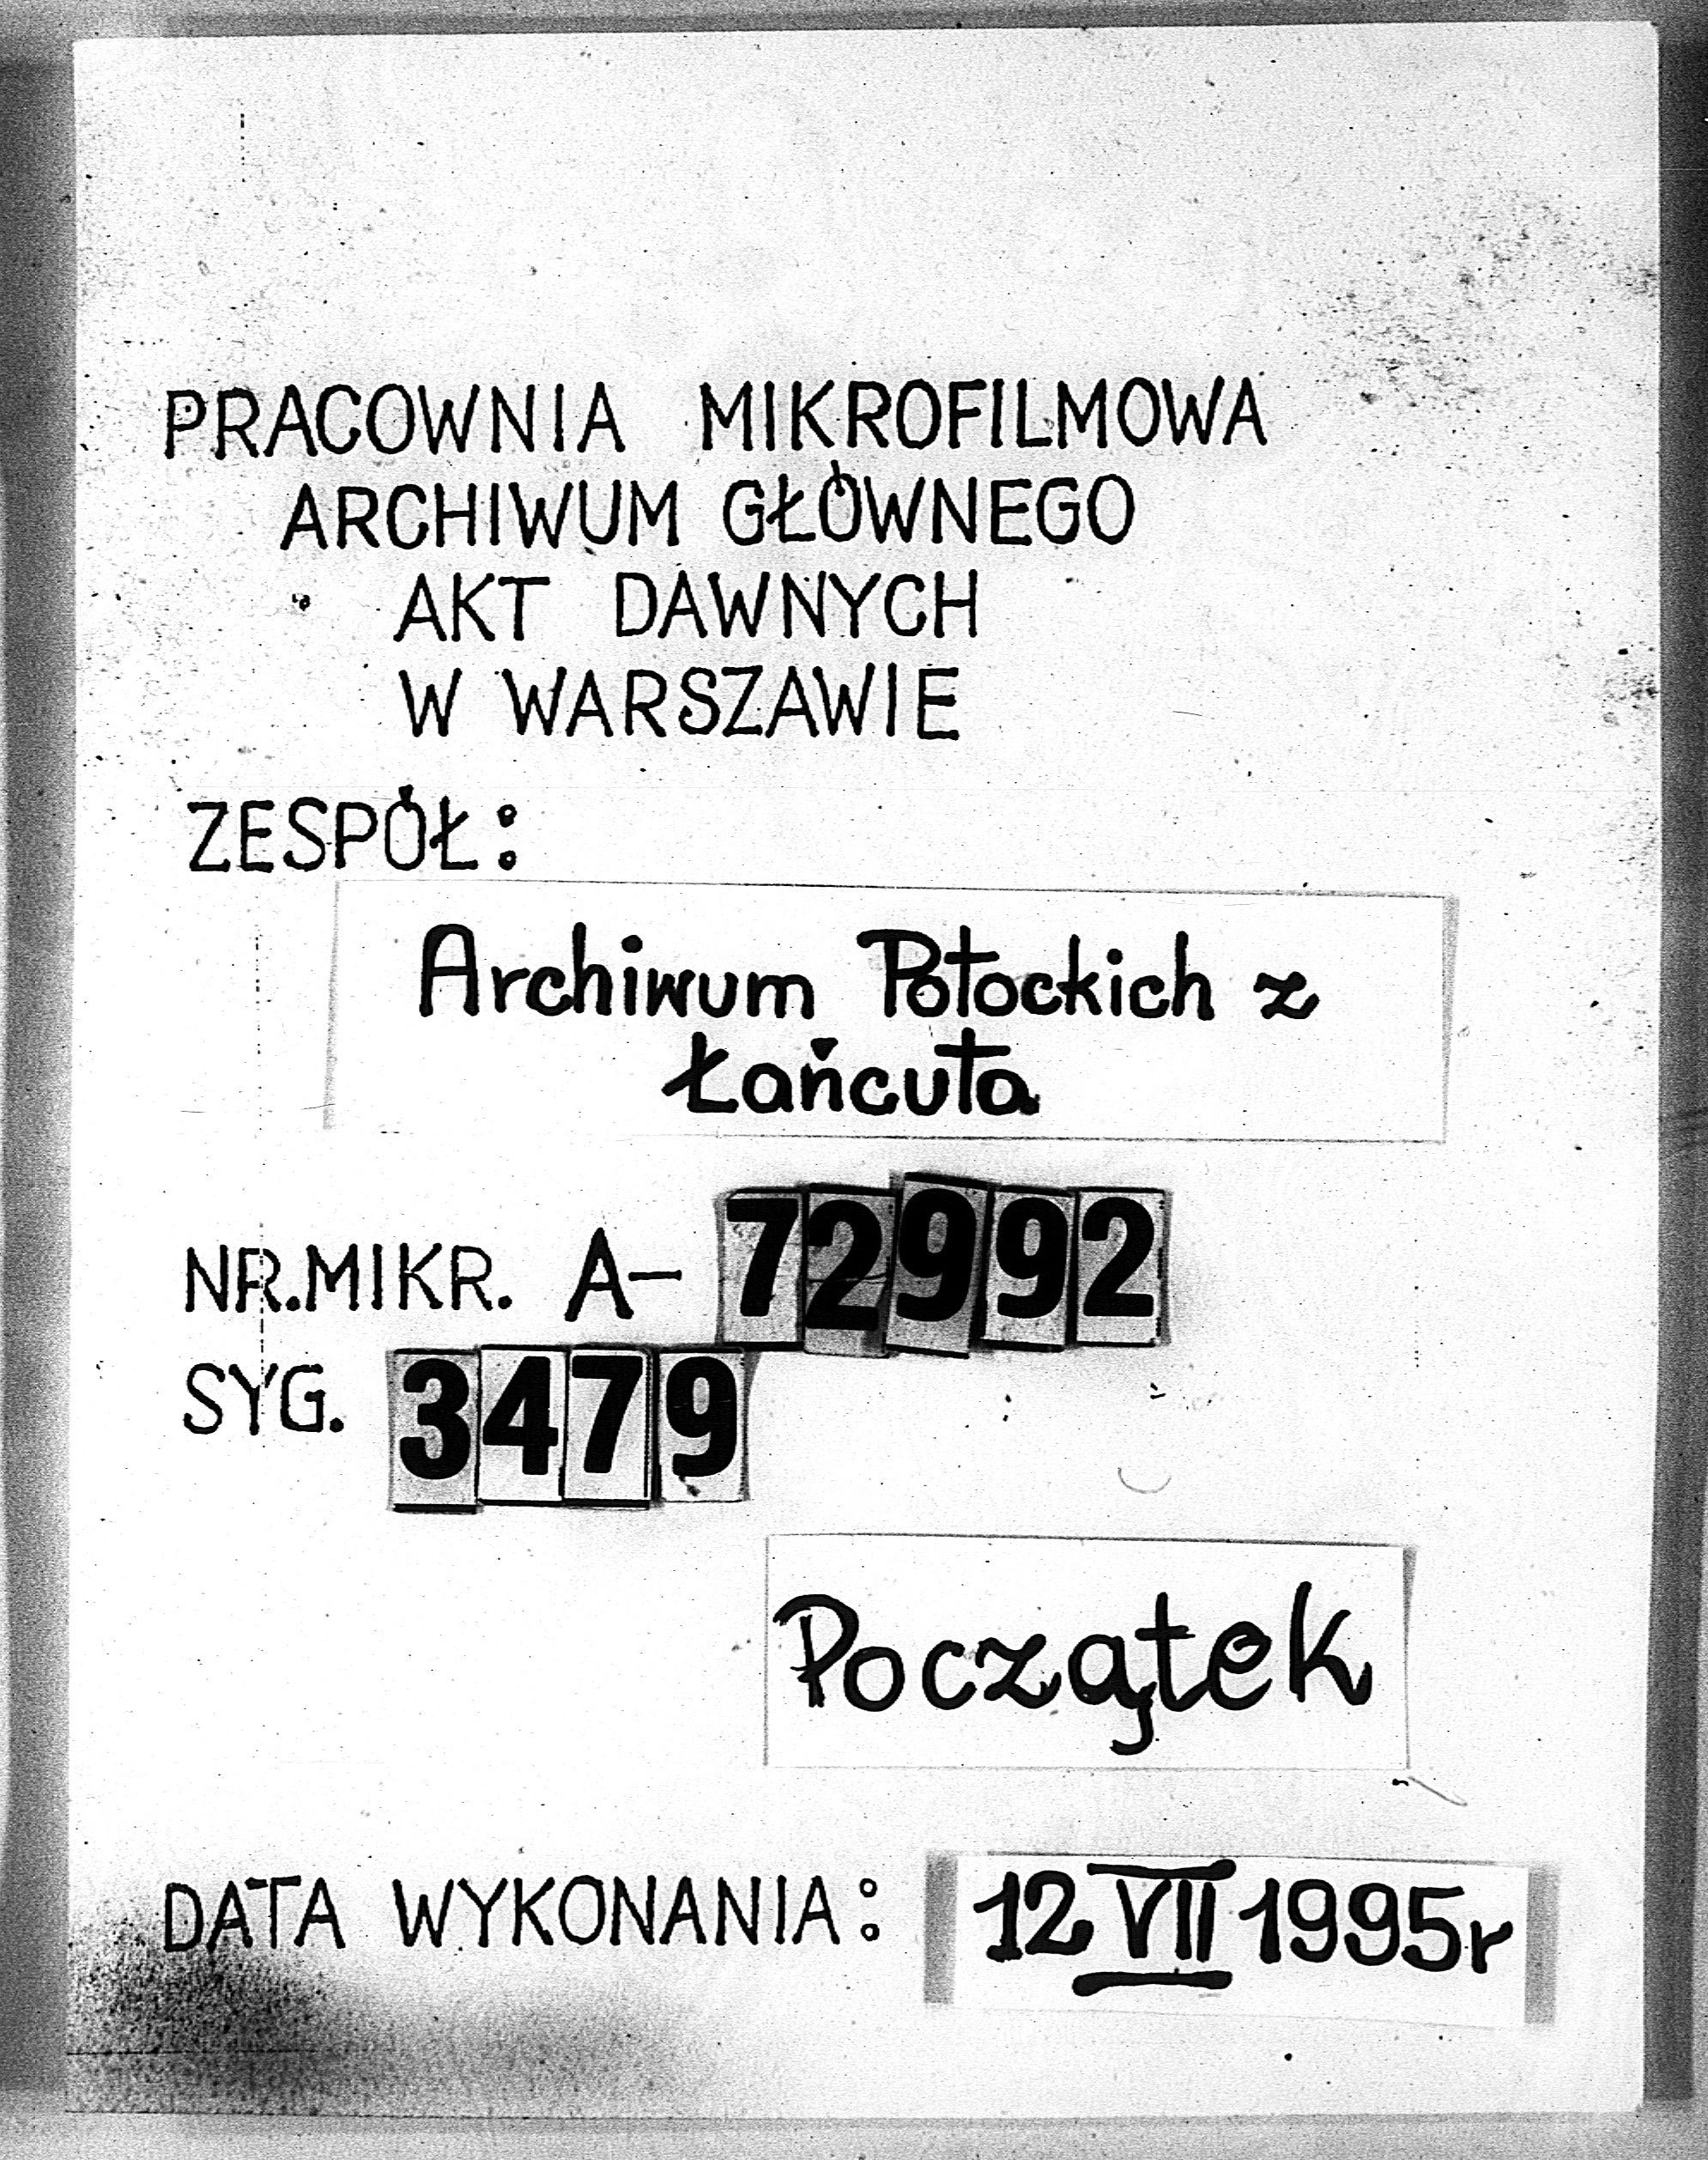 PRACOWNIA MIKROFILMOWA
ARCHIWUM GŁÓWNEGO
AKT DAWNYCH
W WARSZAWIE
ZESPÓŁ:
Archiwum Potockich z
Łańcuta
NR.MIKR. A-72992
SYG. 3479
Początek
DATA WYKONANIA: 12 VII 1995r